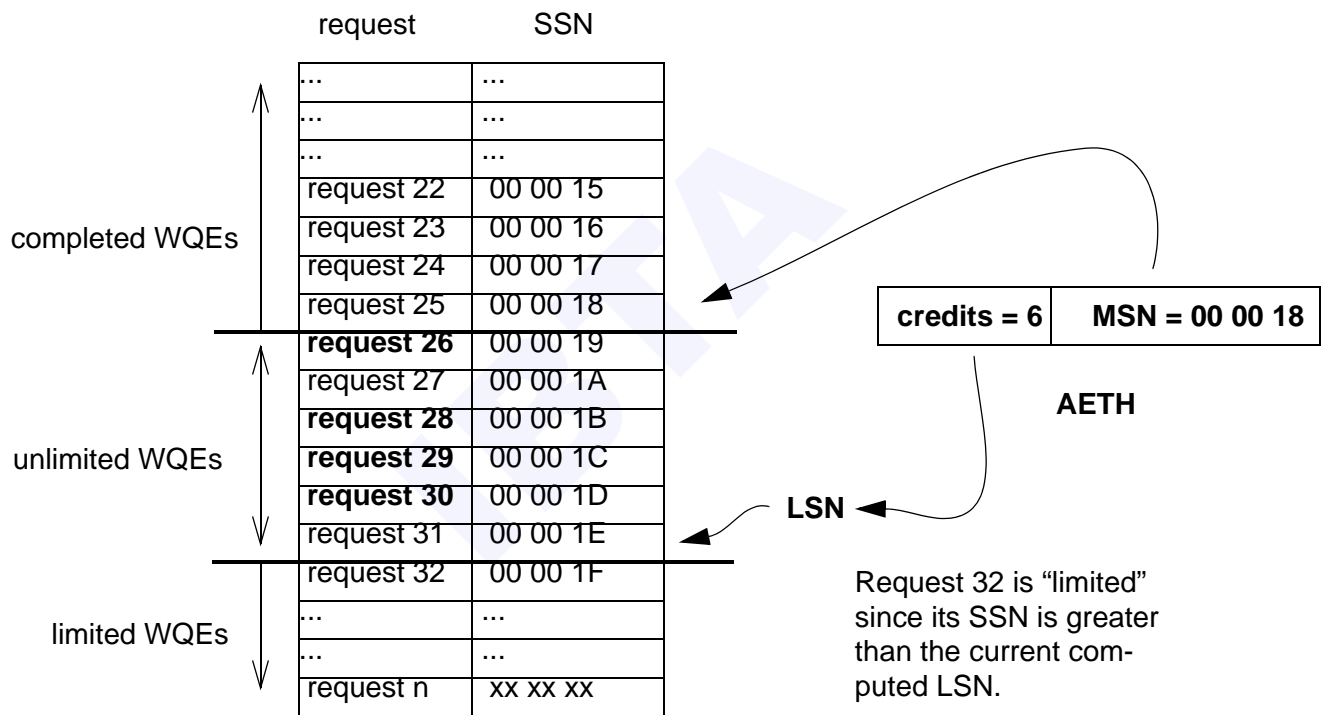 request SSN
... ...
... ...
... ...
request 22 00 00 15
request 23 00 00 16
completed WQEs
request 24 00 00 17
request 25 00 00 18
credits = 6 MSN = 00 00 18
request 26 00 00 19
request 27 00 00 1A
AETH
request 28 00 00 1B
unlimited WQEs
request 29 00 00 1C
request 30 00 00 1D
LSN
request 31 00 00 1E
request 32 00 00 1F
Request 32 is “limited”
since its SSN is greater
than the current com-
puted LSN.
... ...
limited WQEs
... ...
request n xx xx xx
IBTA